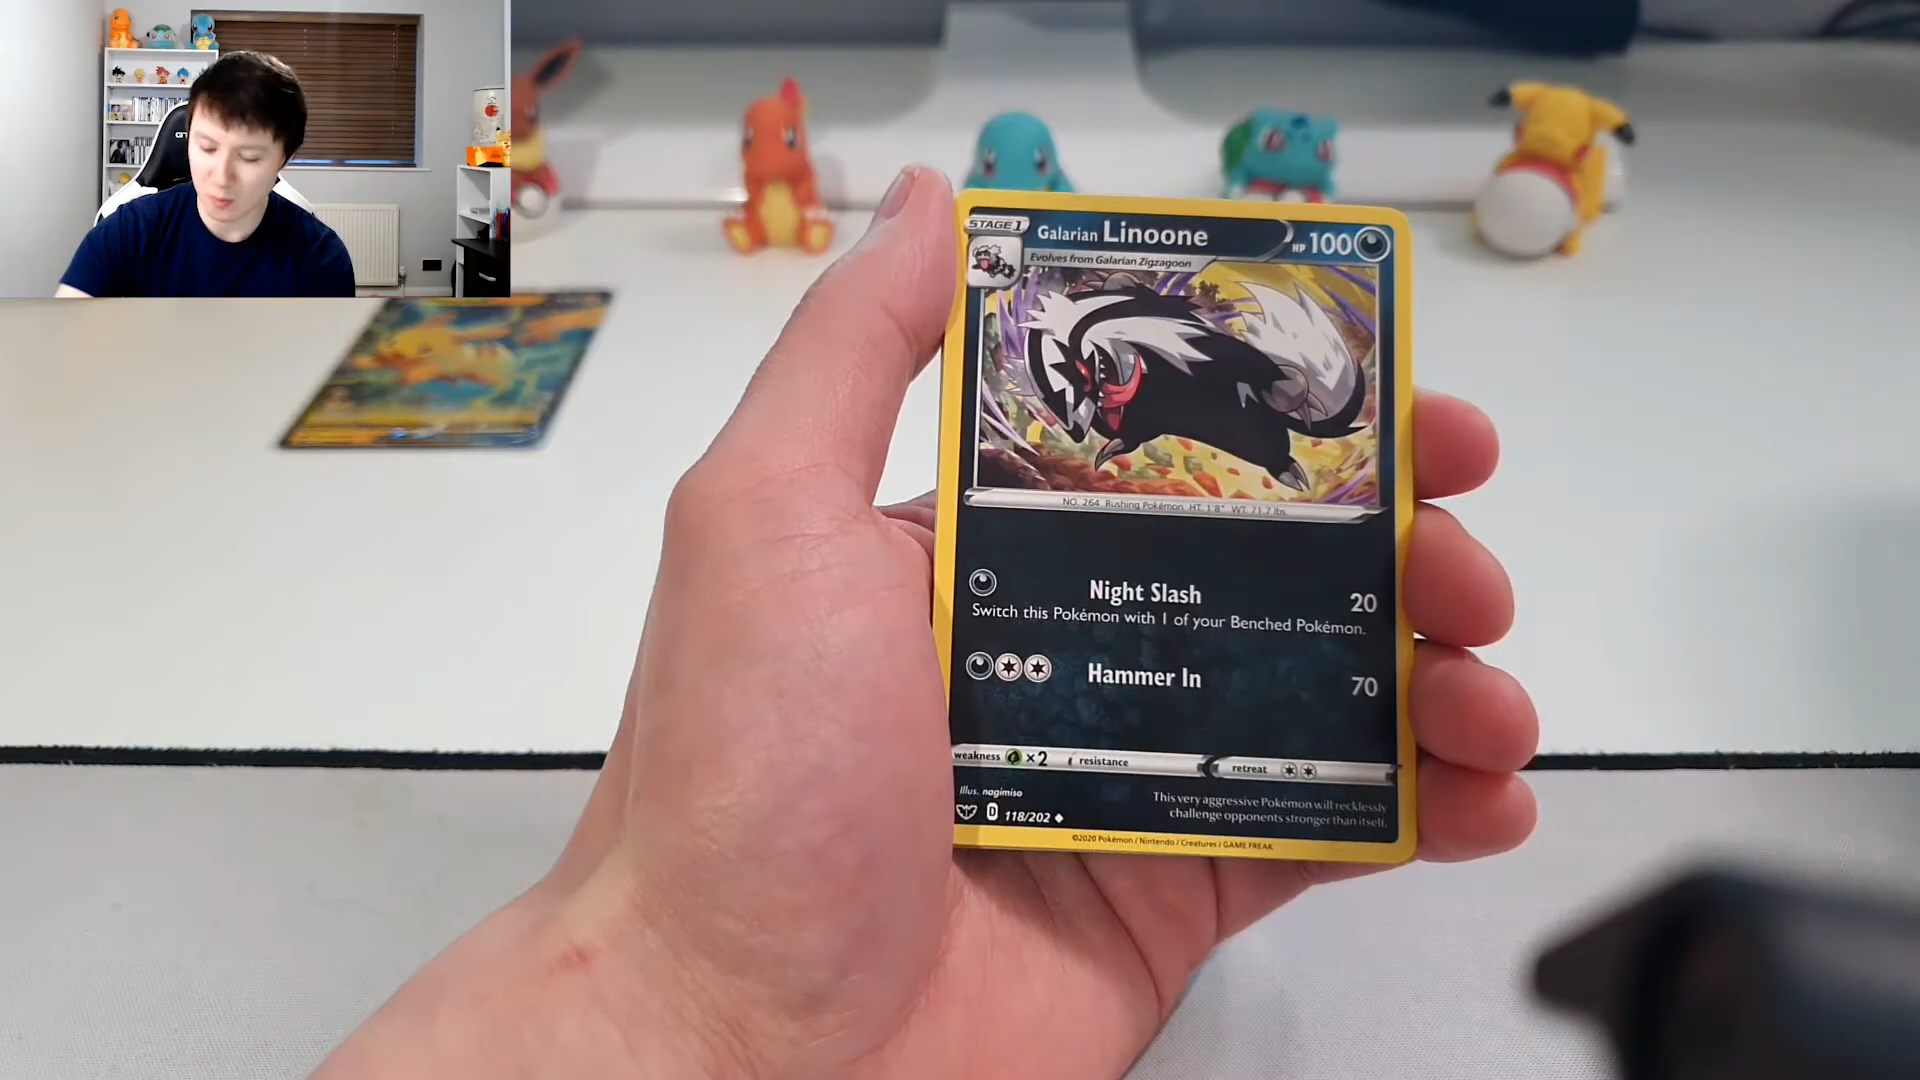 STAGE 1
Galarian Linoone
HP 100
Evolves from Galarian Zigzagoon
NO. 264 Rushing Pokémon HT. 1'8" WT. 71.7 lbs.
Night Slash 20
Switch this Pokémon with 1 of your Benched Pokémon.
Hammer In 70
weakness ×2 resistance retreat
Illus. nagimiso
D 118/202
This very aggressive Pokémon will recklessly
challenge opponents stronger than itself.
©2020 Pokémon / Nintendo / Creatures / GAME FREAK